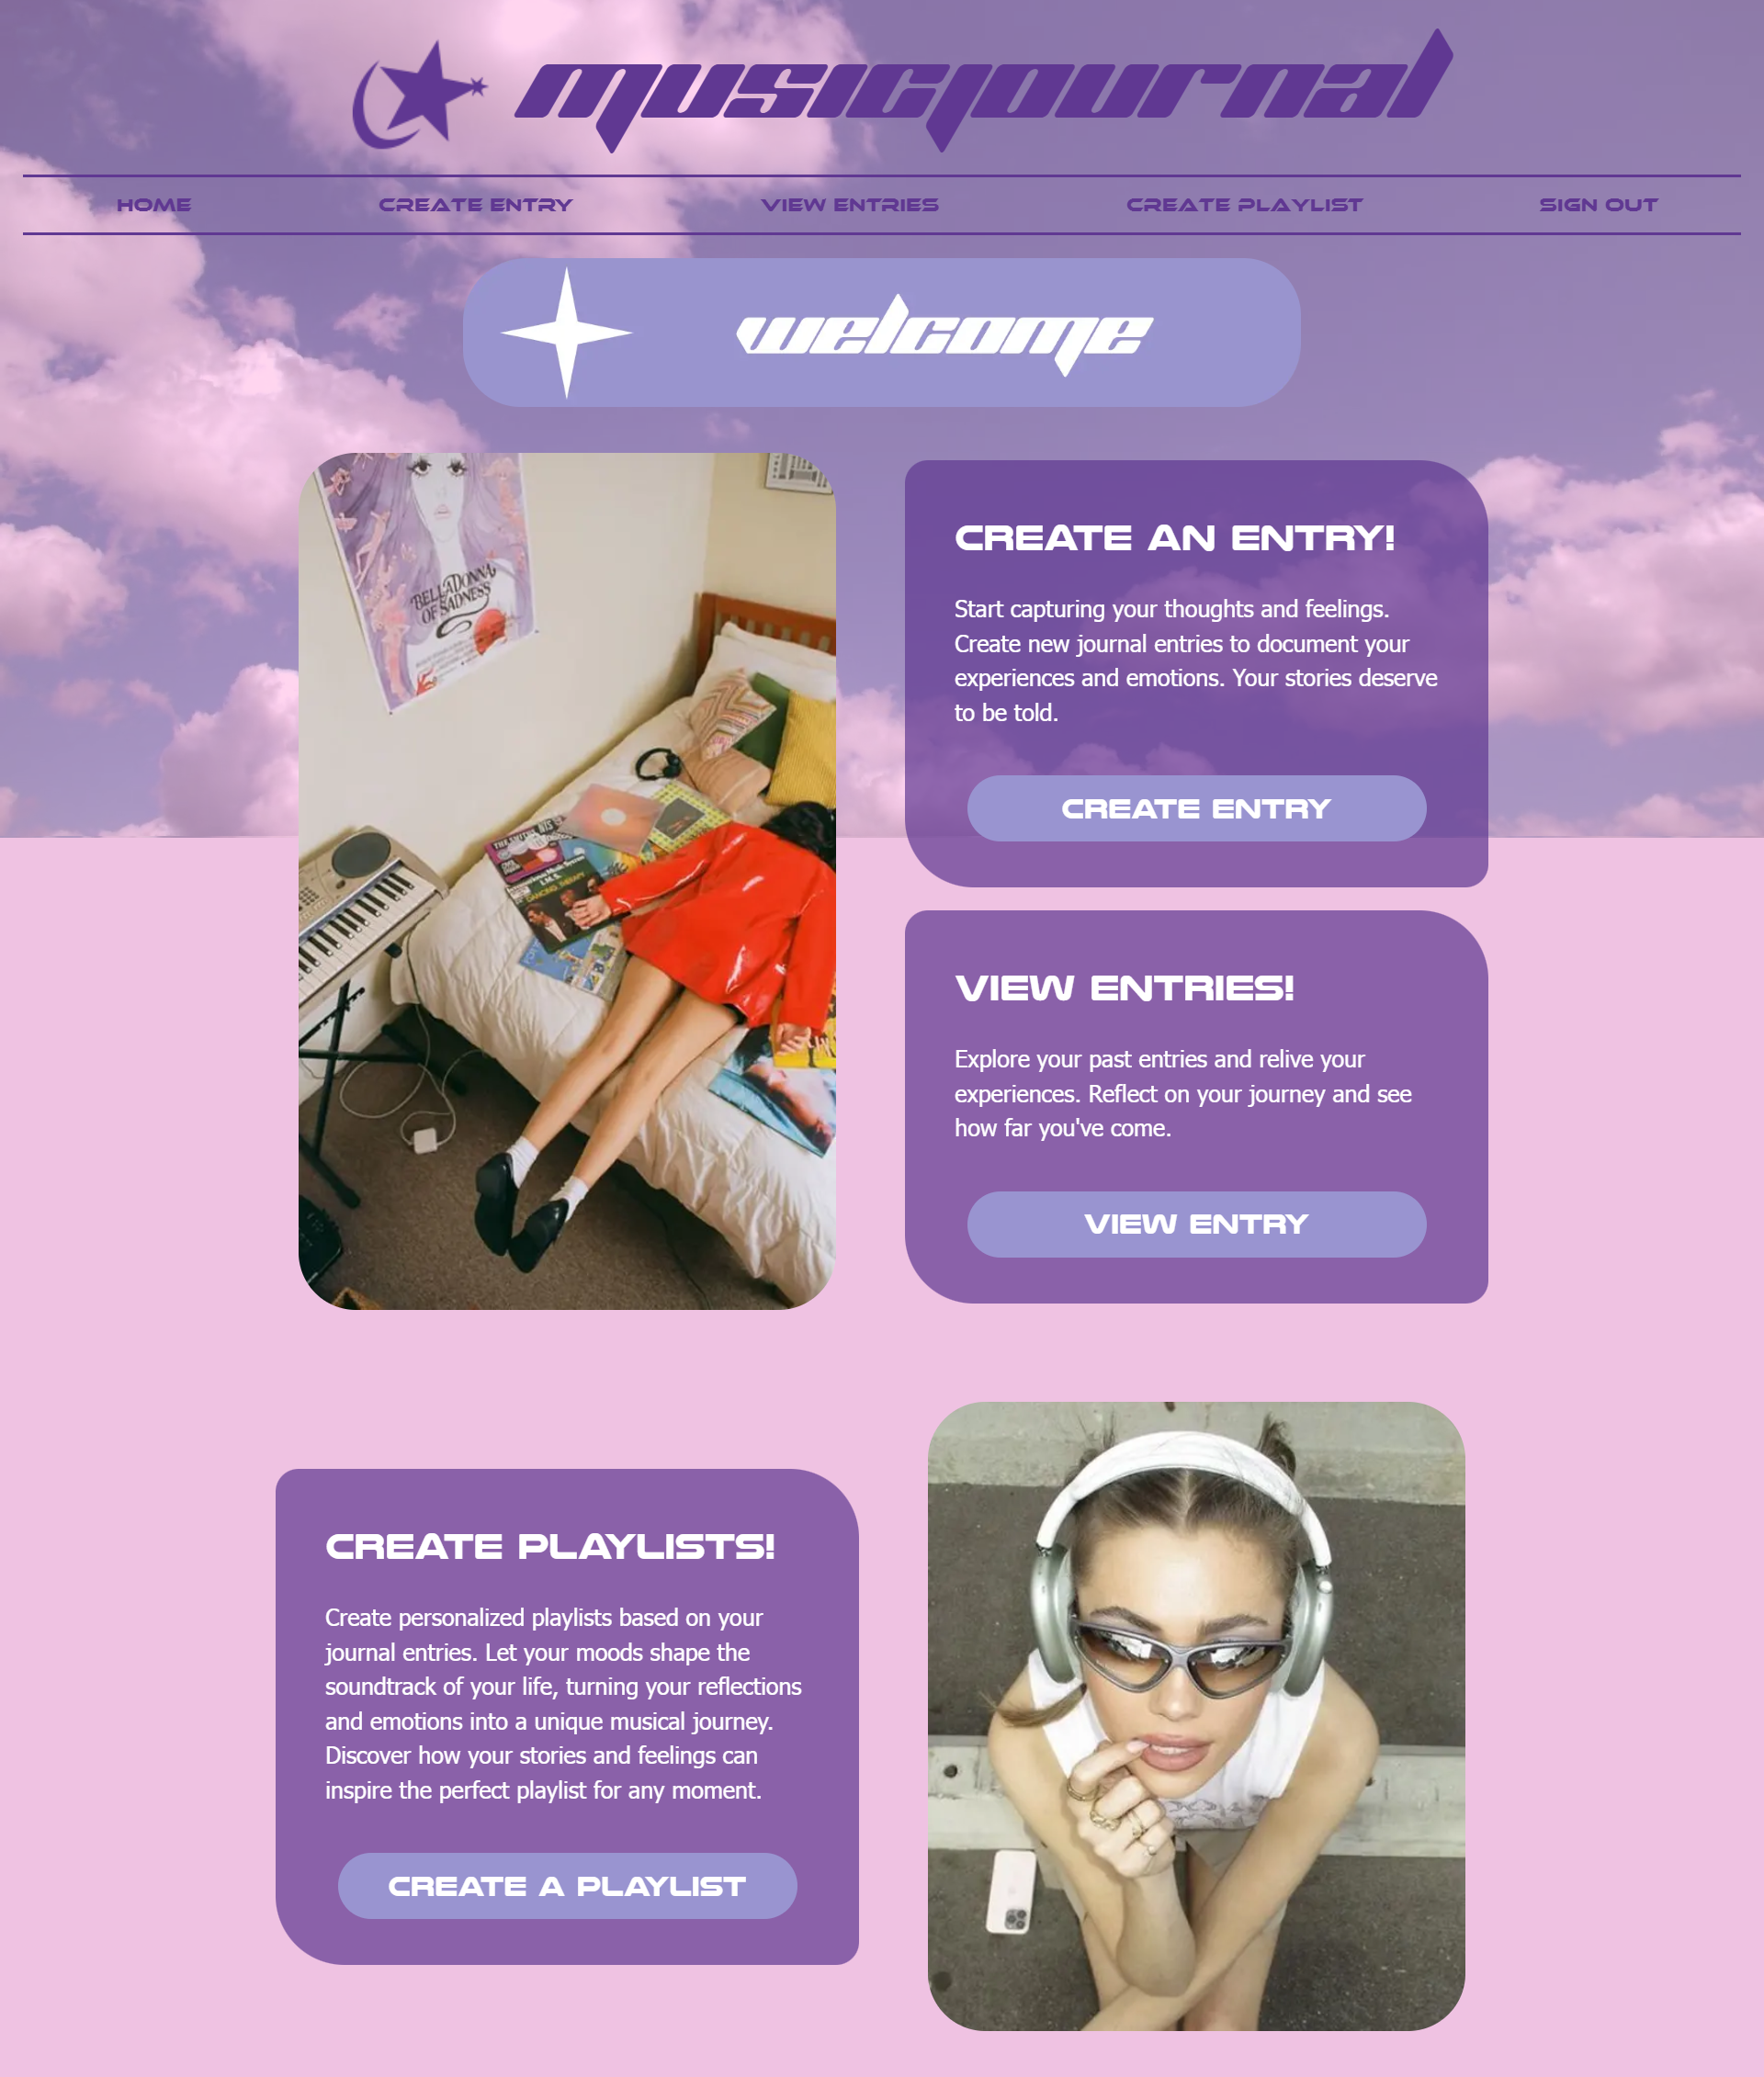 musicjournal
HOME CREATE ENTRY VIEW ENTRIES CREATE PLAYLIST SIGN OUT
welcome
BELLADONNA
OF SADNESS
CREATE AN ENTRY!
Start capturing your thoughts and feelings.
Create new journal entries to document your
experiences and emotions. Your stories deserve
to be told.
CREATE ENTRY
DANCING THERAPY
VIEW ENTRIES!
Explore your past entries and relive your
experiences. Reflect on your journey and see
how far you've come.
VIEW ENTRY
CREATE PLAYLISTS!
Create personalized playlists based on your
journal entries. Let your moods shape the
soundtrack of your life, turning your reflections
and emotions into a unique musical journey.
Discover how your stories and feelings can
inspire the perfect playlist for any moment.
CREATE A PLAYLIST